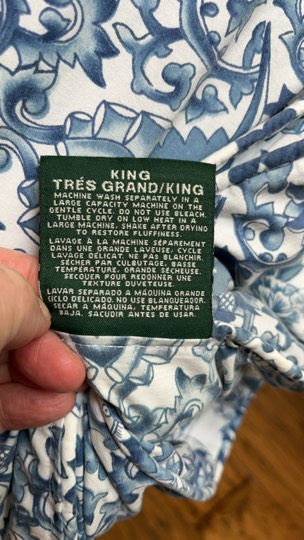 KING
TRÉS GRAND/KING
MACHINE WASH SEPARATELY IN A
LARGE CAPACITY MACHINE ON THE
GENTLE CYCLE. DO NOT USE BLEACH.
TUMBLE DRY ON LOW HEAT IN A
LARGE MACHINE, SHAKE AFTER DRYING
TO RESTORE FLUFFINESS.
LAVAGE À LA MACHINE SÉPAREMENT
DANS UNE GRANDE LAVEUSE, CYCLE
LAVAGE DÉLICAT. NE PAS BLANCHIR.
SÉCHER PAR CULBUTAGE, BASSE
TEMPÉRATURE, GRANDE SÉCHEUSE.
SECOUER POUR REDONNER UNE
TEXTURE DUVETEUSE.
LAVAR SEPARADO A MÁQUINA GRANDE
CICLO DELICADO. NO USE BLANQUEADOR.
SECAR A MÁQUINA, TEMPERATURA
BAJA. SACUDIR ANTES DE USAR.